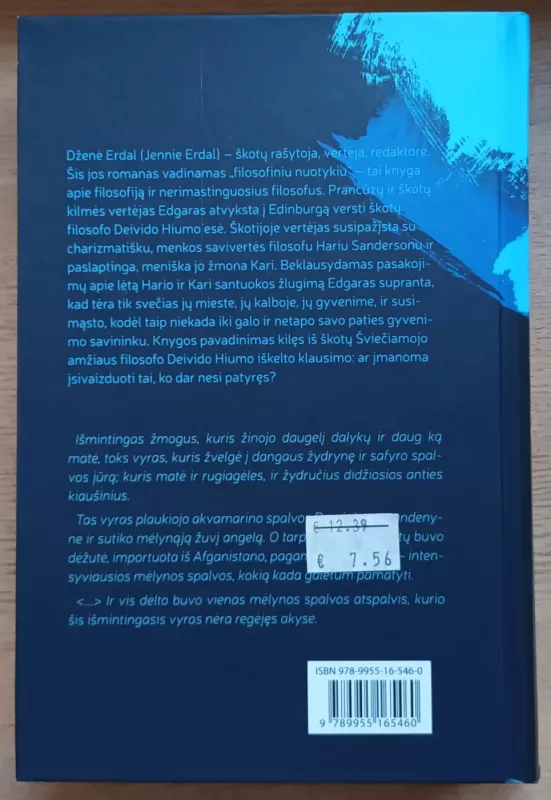 Dženė Erdal (Jennie Erdal) – škotų rašytoja, vertėja, redaktorė.
Šis jos romanas vadinamas „filosofiniu nuotykiu“ – tai knyga
apie filosofiją ir nerimastinguosius filosofus. Prancūzų ir škotų
kilmės vertėjas Edgaras atvyksta į Edinburgą versti škotų
filosofo Deivido Hiumo esė. Škotijoje vertėjas susipažįsta su
charizmatišku, menkos savivertės filosofu Hariu Sandersonu ir
paslaptinga, meniška jo žmona Kari. Beklausydamas pasakoji-
mų apie lėtą Hario ir Kari santuokos žlugimą Edgaras supranta,
kad tėra tik svečias jų mieste, jų kalboje, jų gyvenime, ir susi-
mąsto, kodėl taip niekada iki galo ir netapo savo paties gyveni-
mo savininku. Knygos pavadinimas kilęs iš škotų Šviečiamojo
amžiaus filosofo Deivido Hiumo iškelto klausimo: ar įmanoma
įsivaizduoti tai, ko dar nesi patyręs?
Išmintingas žmogus, kuris žinojo daugelį dalykų ir daug ką
matė, toks vyras, kuris žvelgė į dangaus žydrynę ir safyro spal-
vos jūrą; kuris matė ir rugiagėles, ir žydručius didžiosios anties
kiaušinius.
Tas vyras plaukiojo akvamarino spalvos ndeny-
ne ir sutiko mėlynąją žuvį angelą. O tarp tų buvo
dėžutė, importuota iš Afganistano, pagam – inten-
syviausios mėlynos spalvos, kokią kada galėtum pamatyti.
<...> Ir vis dėlto buvo vienas mėlynos spalvos atspalvis, kurio
šis išmintingasis vyras nėra regėjęs akyse.
€ 12.39
€ 7.56
ISBN 978-9955-16-546-0
9 789955 165460